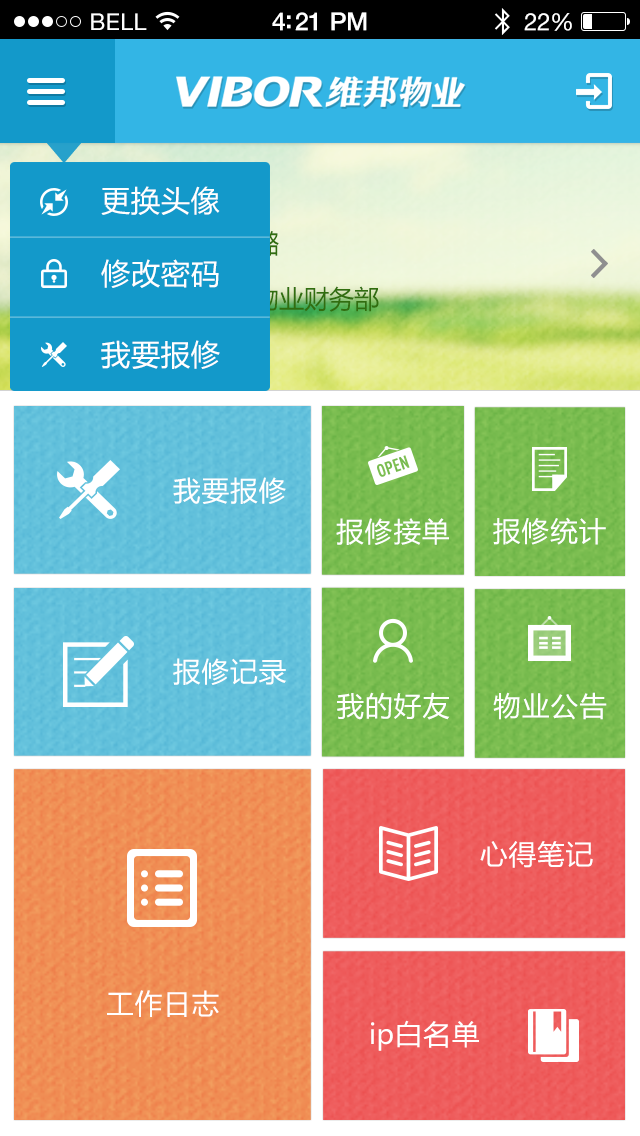 BELL 4:21 PM 22%
VIBOR维邦物业
更换头像
修改密码
我要报修
物业财务部
我要报修
OPEN
报修接单
报修统计
报修记录
我的好友
物业公告
心得笔记
工作日志
ip白名单